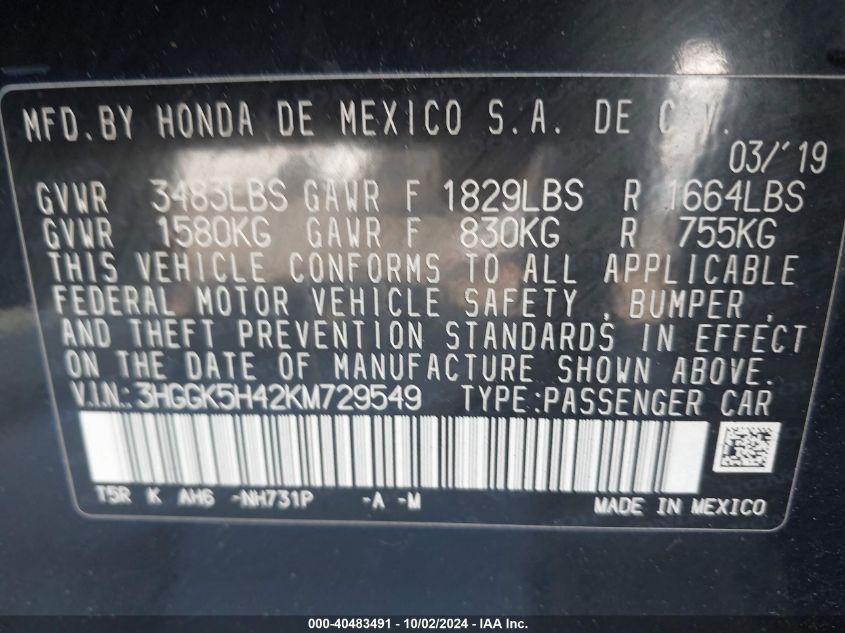 MFD. BY HONDA DE MEXICO S.A. DE C.V.
03/'19
GVWR 3483LBS GAWR F 1829LBS R 1664LBS
GVWR 1580KG GAWR F 830KG R 755KG
THIS VEHICLE CONFORMS TO ALL APPLICABLE
FEDERAL MOTOR VEHICLE SAFETY , BUMPER ,
AND THEFT PREVENTION STANDARDS IN EFFECT
ON THE DATE OF MANUFACTURE SHOWN ABOVE.
V.I.N.: 3HGGK5H42KM729549 TYPE:PASSENGER CAR
T5R K AH6 -NH731P -A -M
MADE IN MEXICO
000-40483491 - 10/02/2024 - IAA Inc.